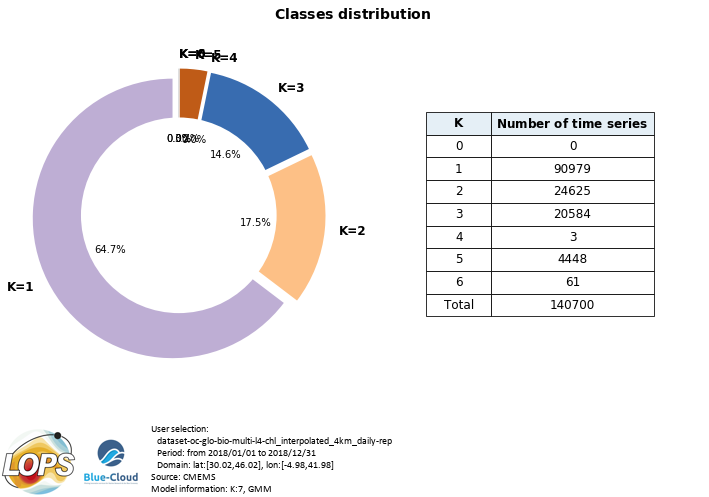 Classes distribution
K=5
K=4
K=3
14.6%
17.5%
K=2
64.7%
K=1
K Number of time series
0 0
1 90979
2 24625
3 20584
4 3
5 4448
6 61
Total 140700
LOPS
Blue-Cloud
User selection:
dataset-oc-glo-bio-multi-l4-chl_interpolated_4km_daily-rep
Period: from 2018/01/01 to 2018/12/31
Domain: lat:[30.02,46.02], lon:[-4.98,41.98]
Source: CMEMS
Model information: K:7, GMM